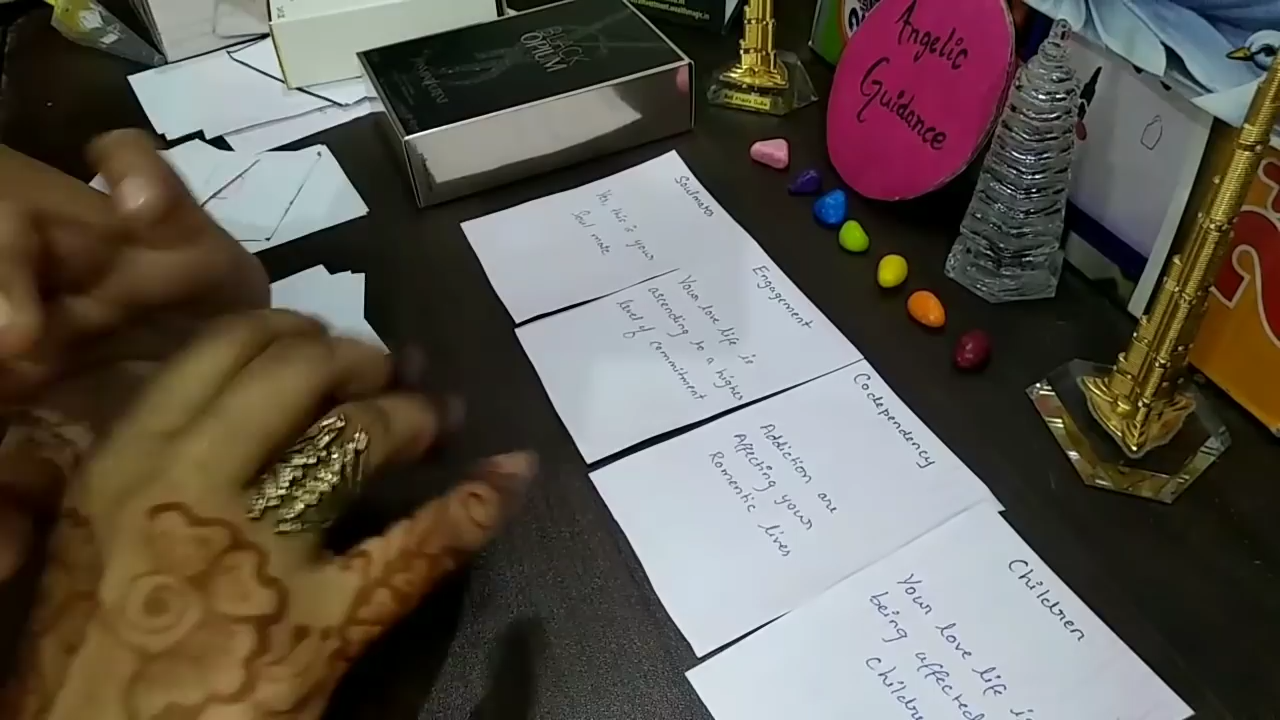 BLACK
OPIUM
Angelic
Guidance
Soulmate
Yes this is your
Soul mate
Engagement
Your love life is
ascending to a higher
level of commitment
Codependency
Addiction are
Affecting your
Romentic lives
Children
Your love life is
being affected